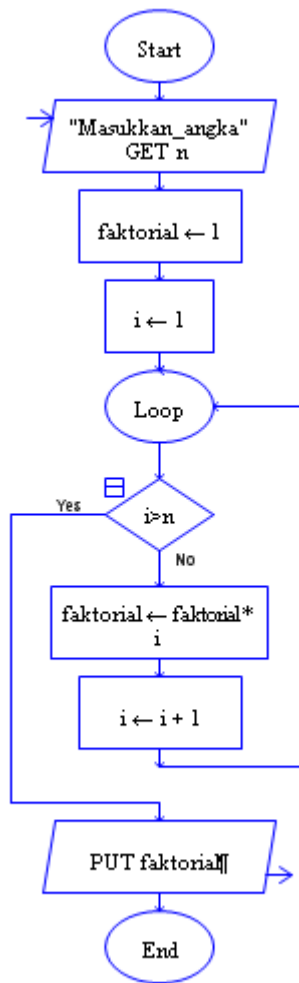 Start
"Masukkan_angka"
GET n
faktorial ← 1
i ← 1
Loop
i>n
Yes
No
faktorial ← faktorial*
i
i ← i + 1
PUT faktorial¶
End